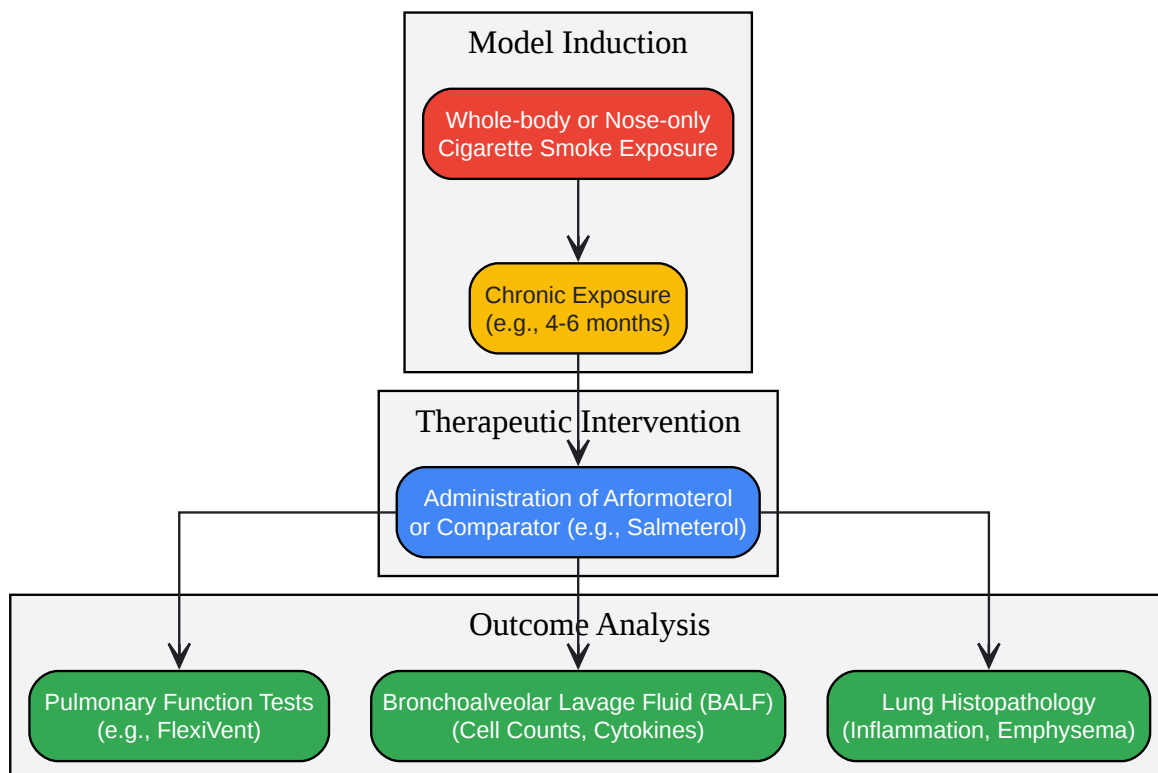 Model Induction
Whole-body or Nose-only
Cigarette Smoke Exposure
Chronic Exposure
(e.g., 4-6 months)
Therapeutic Intervention
Administration of Arformoterol
or Comparator (e.g., Salmeterol)
Outcome Analysis
Pulmonary Function Tests
(e.g., FlexiVent)
Bronchoalveolar Lavage Fluid (BALF)
(Cell Counts, Cytokines)
Lung Histopathology
(Inflammation, Emphysema)